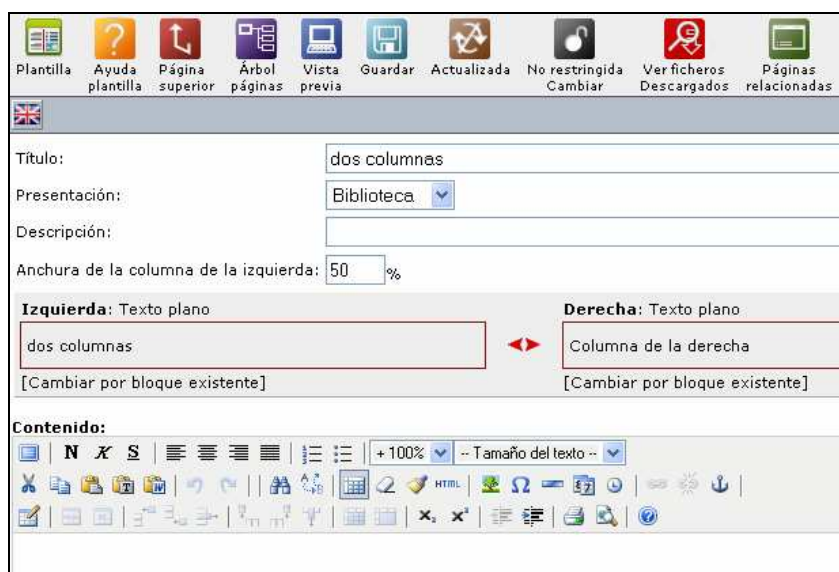 Plantilla Ayuda plantilla Página superior Árbol páginas Vista previa Guardar Actualizada No restringida Cambiar Ver ficheros Descargados Páginas relacionadas
Título: dos columnas
Presentación: Biblioteca
Descripción:
Anchura de la columna de la izquierda: 50 %
Izquierda: Texto plano Derecha: Texto plano
dos columnas Columna de la derecha
[Cambiar por bloque existente] [Cambiar por bloque existente]
Contenido:
N K S + 100% -- Tamaño del texto --
HTML Ω
x₂ x²